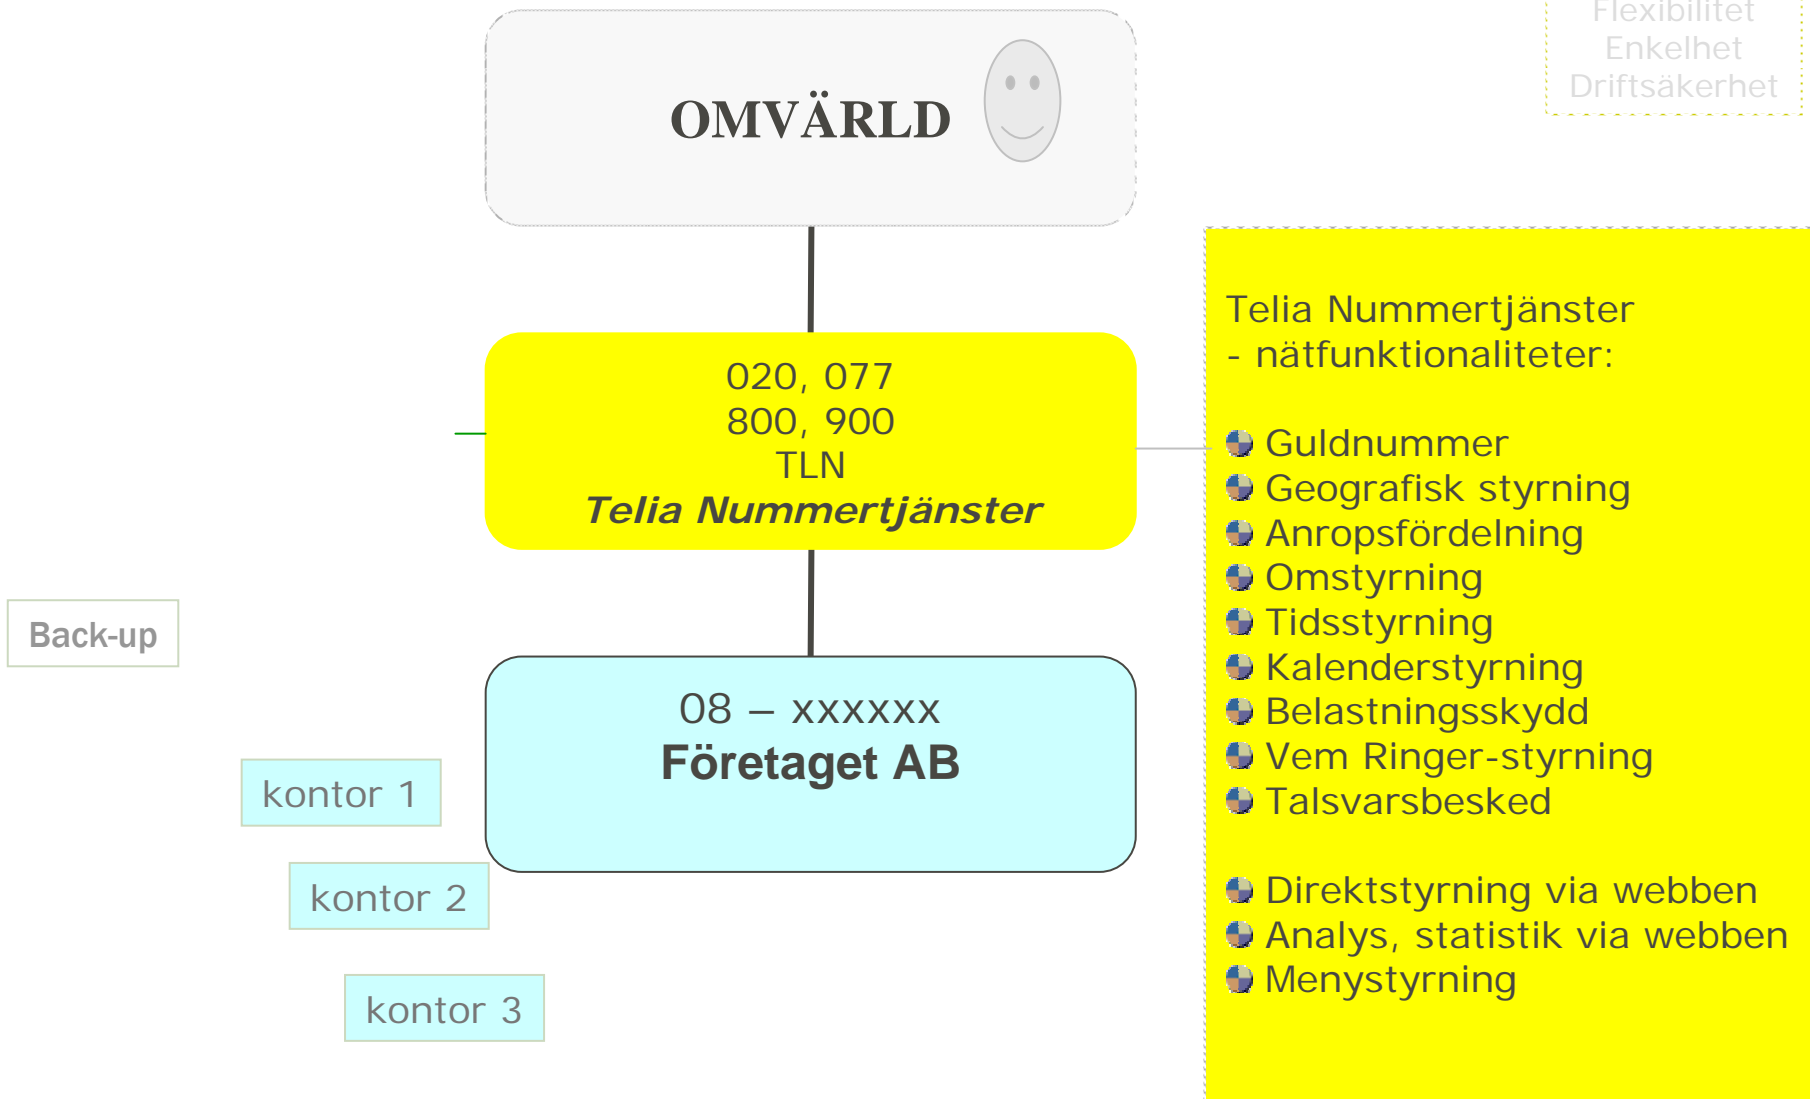 Flexibilitet
Enkelhet
Driftsäkerhet
OMVÄRLD
020, 077
800, 900
TLN
Telia Nummertjänster
Telia Nummertjänster
- nätfunktionaliteter:
Guldnummer
Geografisk styrning
Anropsfördelning
Omstyrning
Tidsstyrning
Kalenderstyrning
Belastningsskydd
Vem Ringer-styrning
Talsvarsbesked
Direktstyrning via webben
Analys, statistik via webben
Menystyrning
Back-up
08 – xxxxxx
Företaget AB
kontor 1
kontor 2
kontor 3